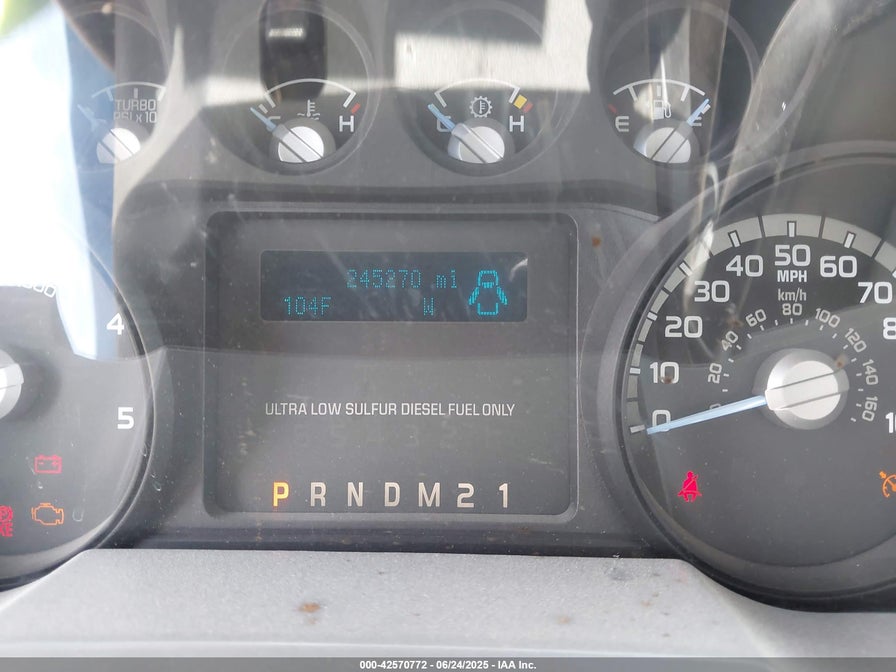 TURBO
PSI x 10
H
C H
E F
245270 mi
104F W
ULTRA LOW SULFUR DIESEL FUEL ONLY
P R N D M 2 1
4
5
0 10 20 30 40 50 60 70
MPH
km/h
20 40 60 80 100 120 140 160
000-42570772 - 06/24/2025 - IAA Inc.